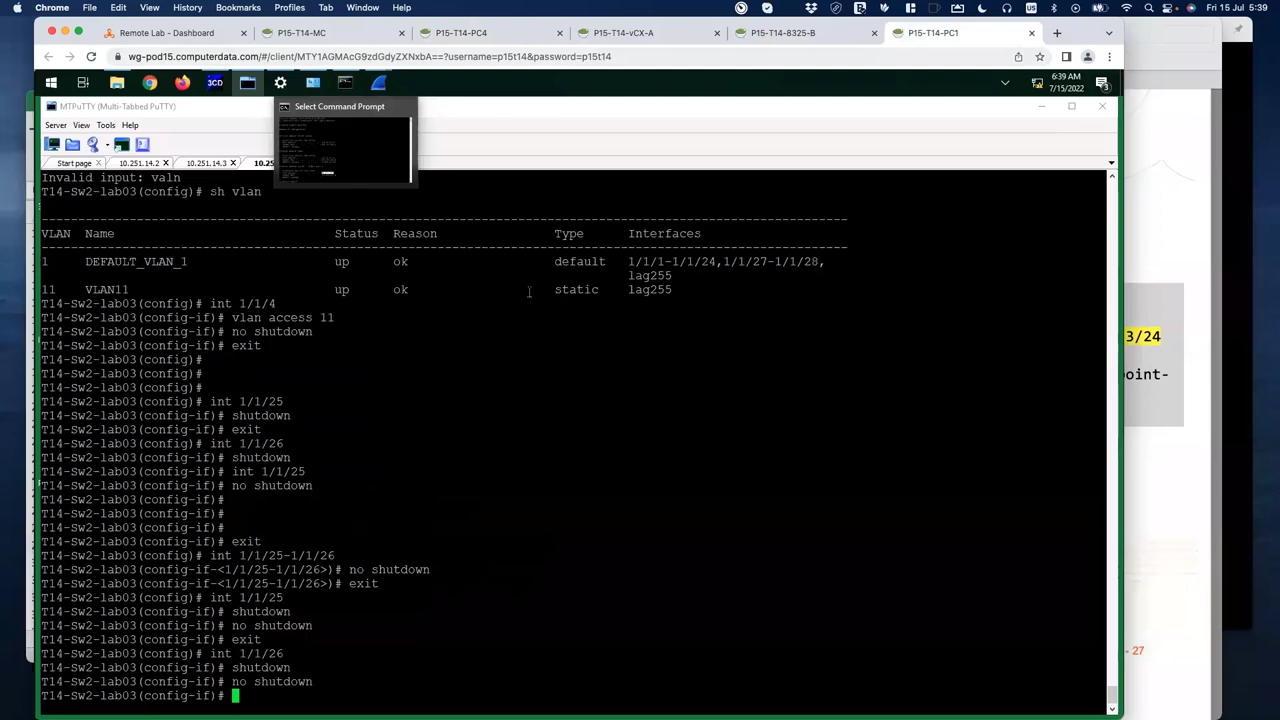 Chrome File Edit View History Bookmarks Profiles Tab Window Help Fri 15 Jul 5:39
Remote Lab - Dashboard
P15-T14-MC
P15-T14-PC4
P15-T14-vCX-A
P15-T14-8325-B
P15-T14-PC1
wg-pod15.computerdata.com/#/client/MTY1AGMAcG9zdGdyZXNxbA==?username=p15t14&password=p15t14
6:39 AM
7/15/2022
3
MTPuTTY (Multi-Tabbed PuTTY)
Select Command Prompt
Server View Tools Help
Start page
10.251.14.2
10.251.14.3
10.25
Invalid input: valn
T14-Sw2-lab03(config)# sh vlan
--------------------------------------------------------------------------------------------------------------
VLAN Name Status Reason Type Interfaces
--------------------------------------------------------------------------------------------------------------
1 DEFAULT_VLAN_1 up ok default 1/1/1-1/1/24,1/1/27-1/1/28,
lag255
11 VLAN11 up ok static lag255
T14-Sw2-lab03(config)# int 1/1/4
T14-Sw2-lab03(config-if)# vlan access 11
T14-Sw2-lab03(config-if)# no shutdown
T14-Sw2-lab03(config-if)# exit
T14-Sw2-lab03(config)#
T14-Sw2-lab03(config)#
T14-Sw2-lab03(config)#
T14-Sw2-lab03(config)# int 1/1/25
T14-Sw2-lab03(config-if)# shutdown
T14-Sw2-lab03(config-if)# exit
T14-Sw2-lab03(config)# int 1/1/26
T14-Sw2-lab03(config-if)# shutdown
T14-Sw2-lab03(config-if)# int 1/1/25
T14-Sw2-lab03(config-if)# no shutdown
T14-Sw2-lab03(config-if)#
T14-Sw2-lab03(config-if)#
T14-Sw2-lab03(config-if)#
T14-Sw2-lab03(config-if)# exit
T14-Sw2-lab03(config)# int 1/1/25-1/1/26
T14-Sw2-lab03(config-if-<1/1/25-1/1/26>)# no shutdown
T14-Sw2-lab03(config-if-<1/1/25-1/1/26>)# exit
T14-Sw2-lab03(config)# int 1/1/25
T14-Sw2-lab03(config-if)# shutdown
T14-Sw2-lab03(config-if)# no shutdown
T14-Sw2-lab03(config-if)# exit
T14-Sw2-lab03(config)# int 1/1/26
T14-Sw2-lab03(config-if)# shutdown
T14-Sw2-lab03(config-if)# no shutdown
T14-Sw2-lab03(config-if)#
3/24
point-
- 27